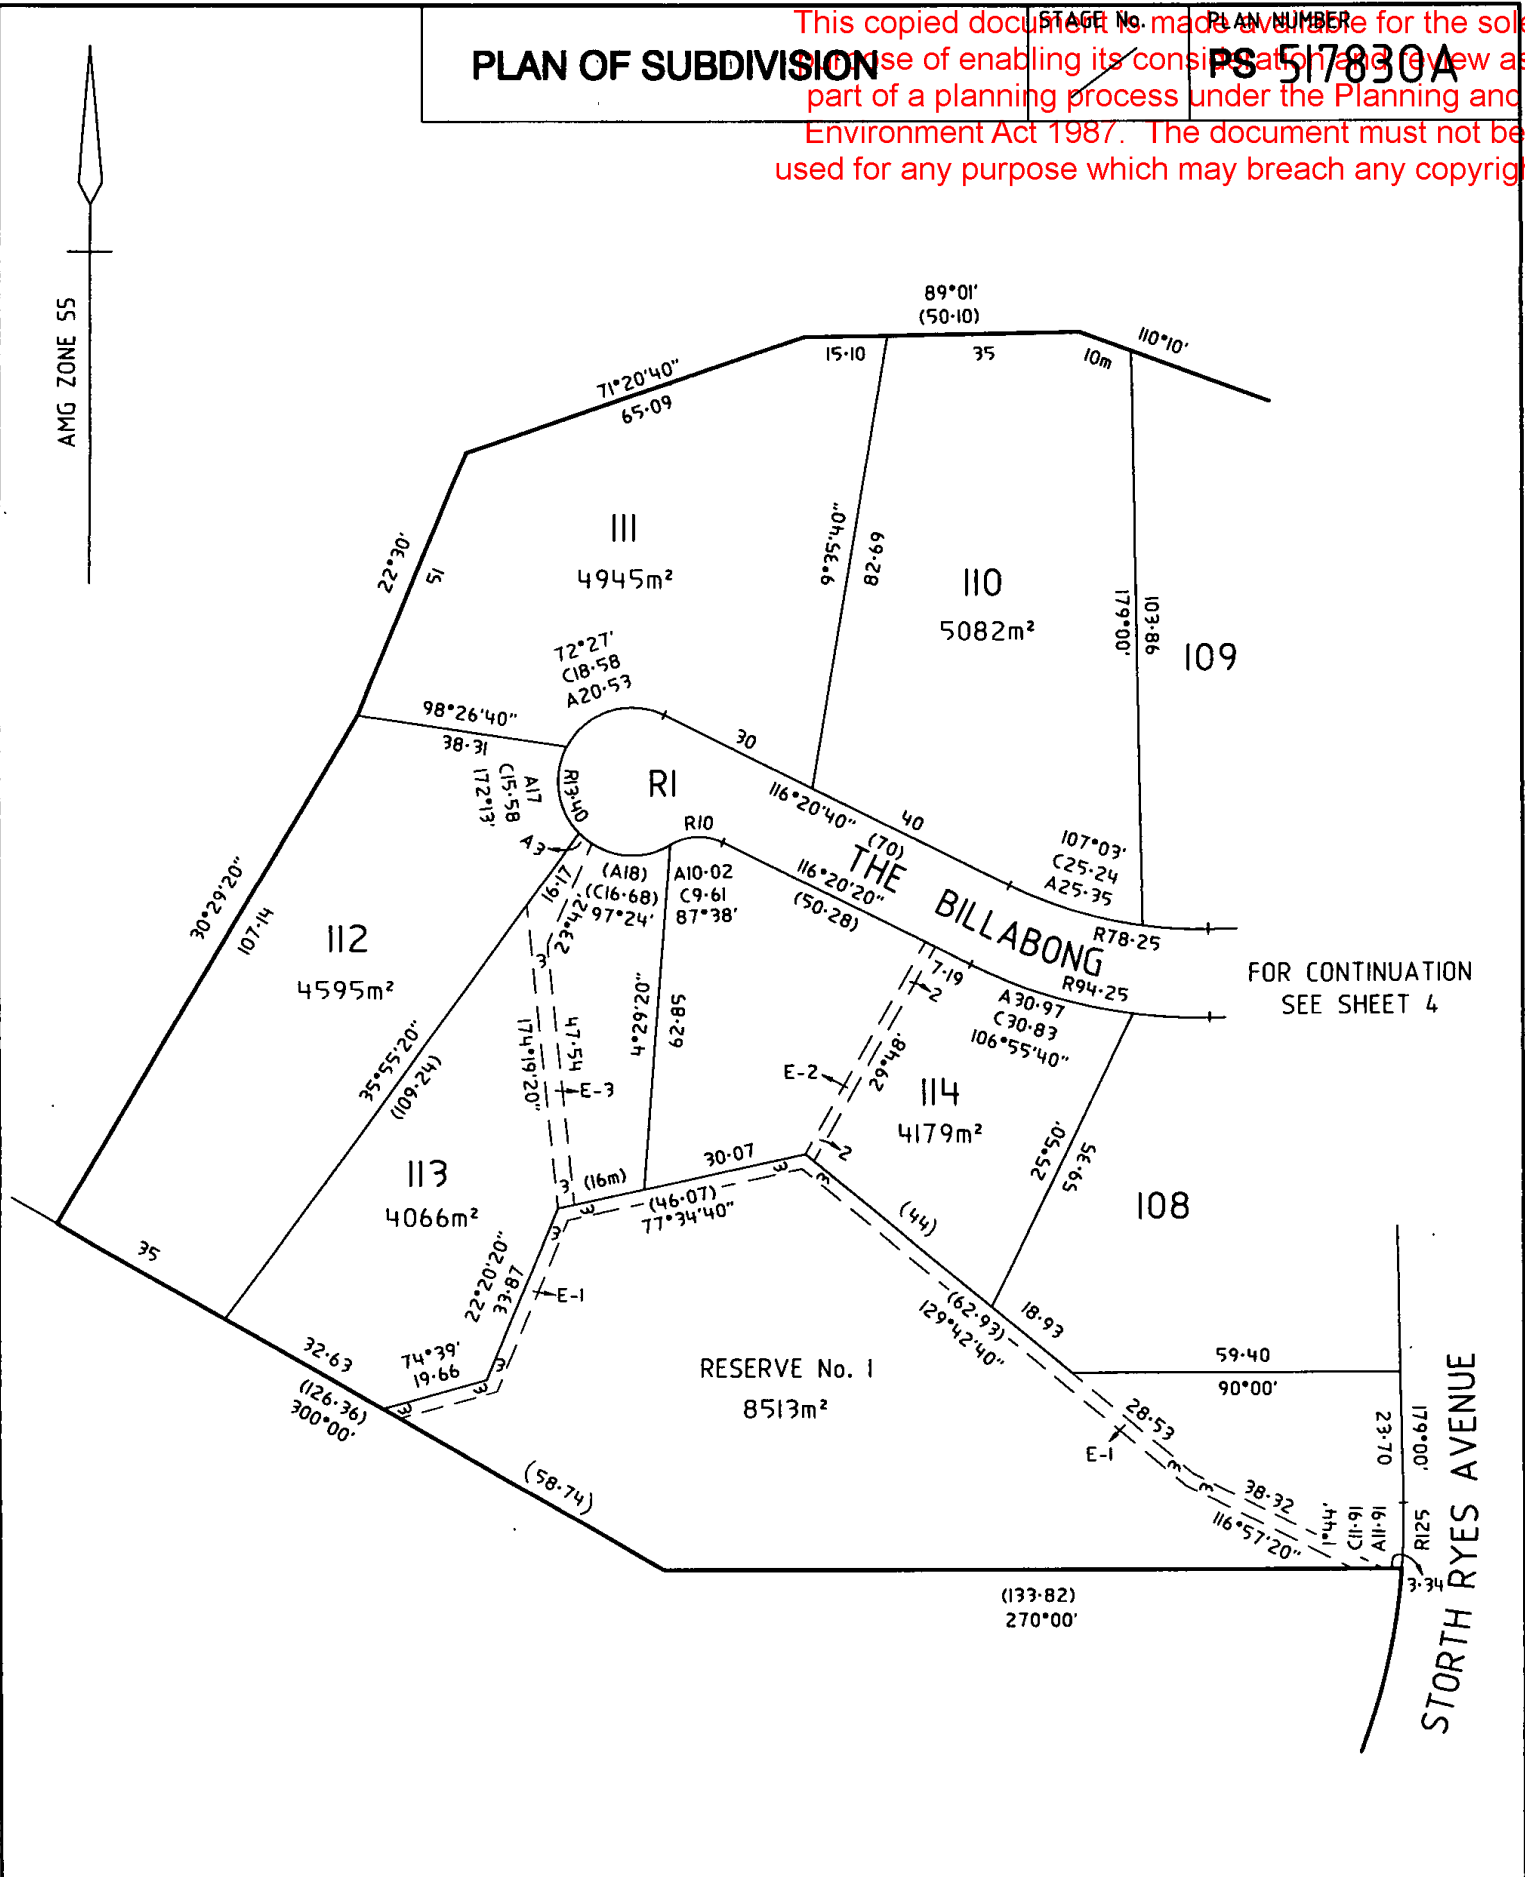 This copied document is made available for the sole
purpose of enabling its consideration and review as
part of a planning process under the Planning and
Environment Act 1987. The document must not be
used for any purpose which may breach any
PLAN OF SUBDIVISION
STAGE No.
PLAN NUMBER
PS 517830A
AMG ZONE 55
89°01'
(50·10)
15·10
35
10m
110°10'
71°20'40"
65·09
22°30'
51
111
4945m²
9°35'40"
82·69
110
5082m²
103·86
179°00'
109
72°27'
C18·58
A20·53
98°26'40"
38·31
A17
C15·58
172°13'
R13·40
R1
30
116°20'40"
(70)
40
R10
A3
107°03'
C25·24
A25·35
THE BILLABONG
R78·25
R94·25
116°20'20"
(50·28)
(A18)
(C16·68)
97°24'
A10·02
C9·61
87°38'
16·17
23°42'
3
30°29'20"
107·14
112
4595m²
35°55'20"
(109·24)
174°19'20"
47·54
E-3
4°29'20"
62·85
7·19
2
A30·97
C30·83
106°55'40"
FOR CONTINUATION
SEE SHEET 4
E-2
29°48'
2
114
4179m²
25°50'
59·35
108
113
4066m²
3
(16m)
30·07
(46·07)
77°34'40"
3
3
3
3
(44)
35
22°20'20"
33·87
E-1
(62·93)
129°42'40"
18·93
32·63
74°39'
19·66
3
3
3
(126·36)
300°00'
RESERVE No. 1
8513m²
59·40
90°00'
28·53
E-1
3
3
38·32
116°57'20"
179°00'
23·70
1°44'
C11·91
A11·91
R125
3·34
STORTH RYES AVENUE
(58·74)
(133·82)
270°00'